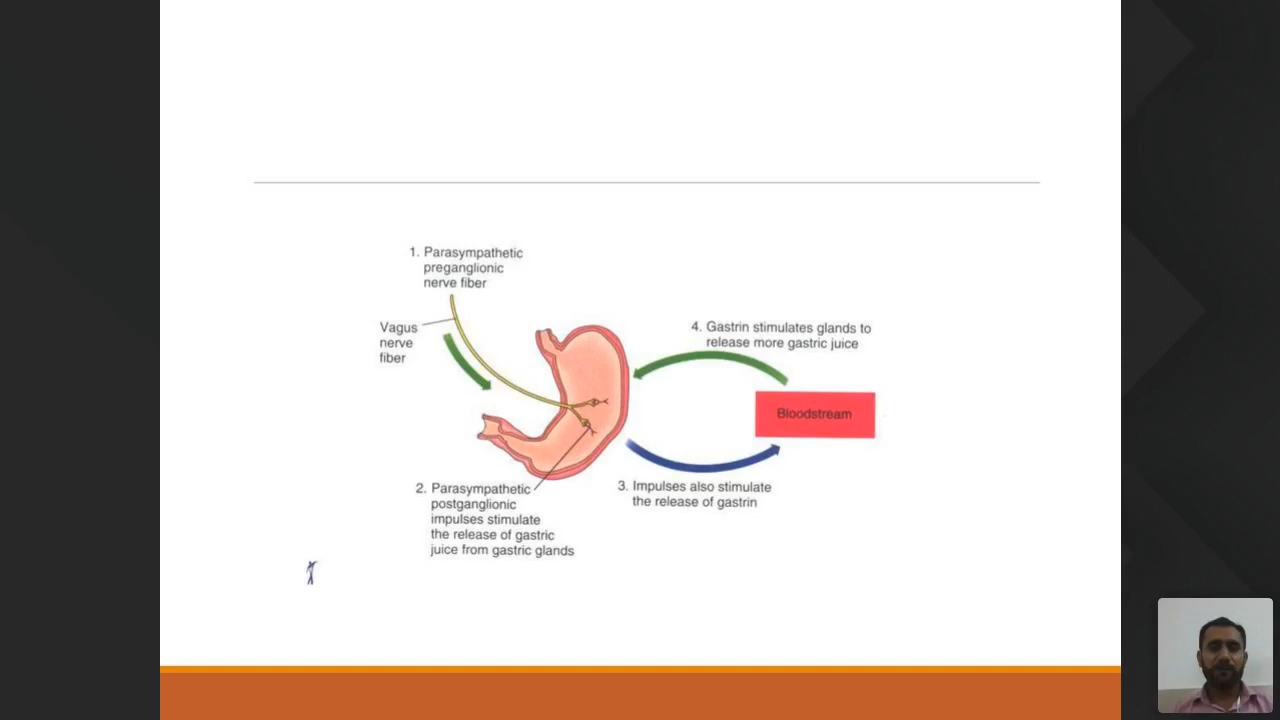 1. Parasympathetic
preganglionic
nerve fiber
Vagus
nerve
fiber
2. Parasympathetic
postganglionic
impulses stimulate
the release of gastric
juice from gastric glands
3. Impulses also stimulate
the release of gastrin
4. Gastrin stimulates glands to
release more gastric juice
Bloodstream